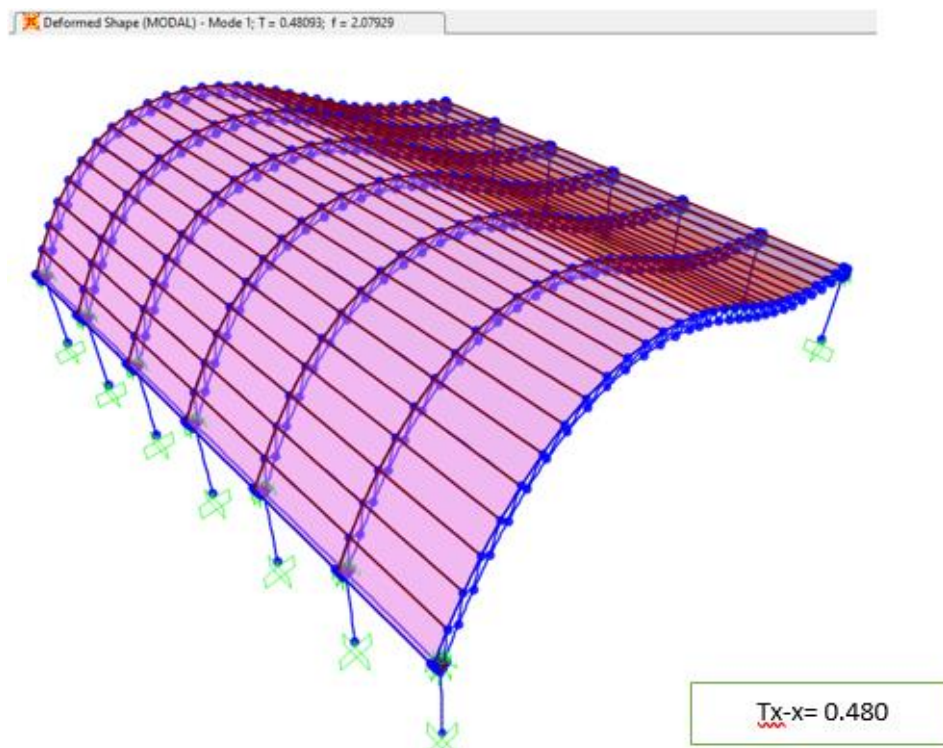 Deformed Shape (MODAL) - Mode 1; T = 0.48093; f = 2.07929
Tx-x= 0.480